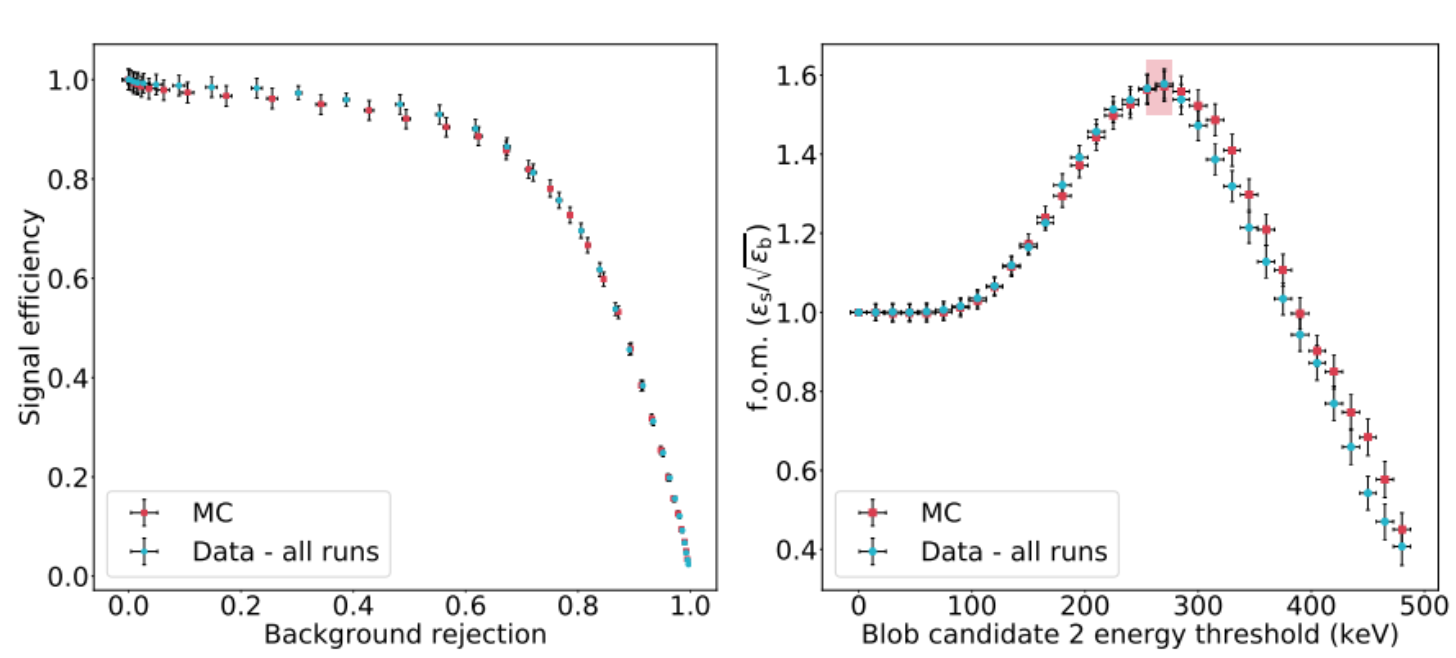 1.0
0.8
0.6
0.4
0.2
0.0
Signal efficiency
MC
Data - all runs
0.0 0.2 0.4 0.6 0.8 1.0
Background rejection
1.6
1.4
1.2
1.0
0.8
0.6
0.4
f.o.m. (εs/√εb)
MC
Data - all runs
0 100 200 300 400 500
Blob candidate 2 energy threshold (keV)